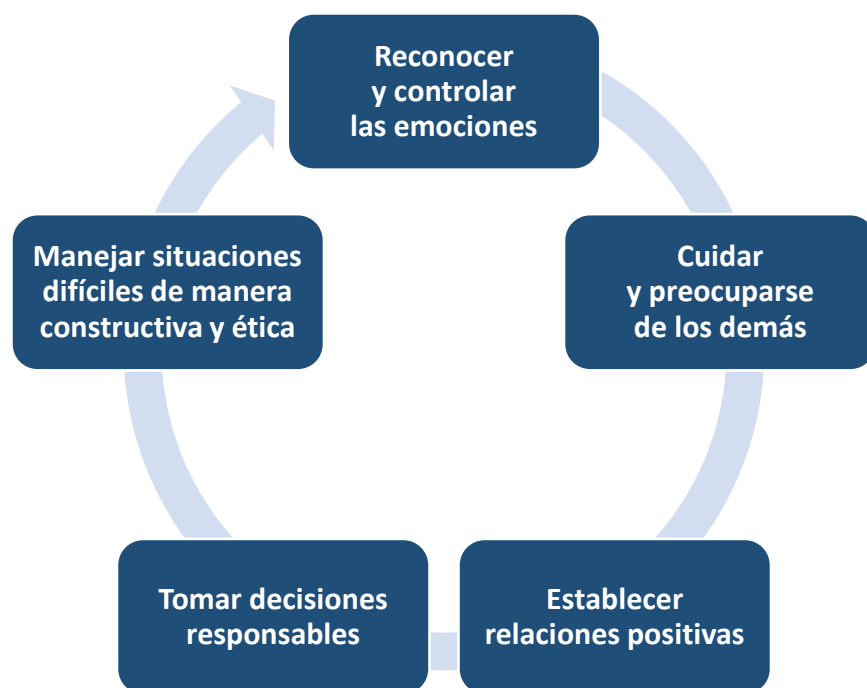 Reconocer
y controlar
las emociones
Cuidar
y preocuparse
de los demás
Establecer
relaciones positivas
Tomar decisiones
responsables
Manejar situaciones
difíciles de manera
constructiva y ética